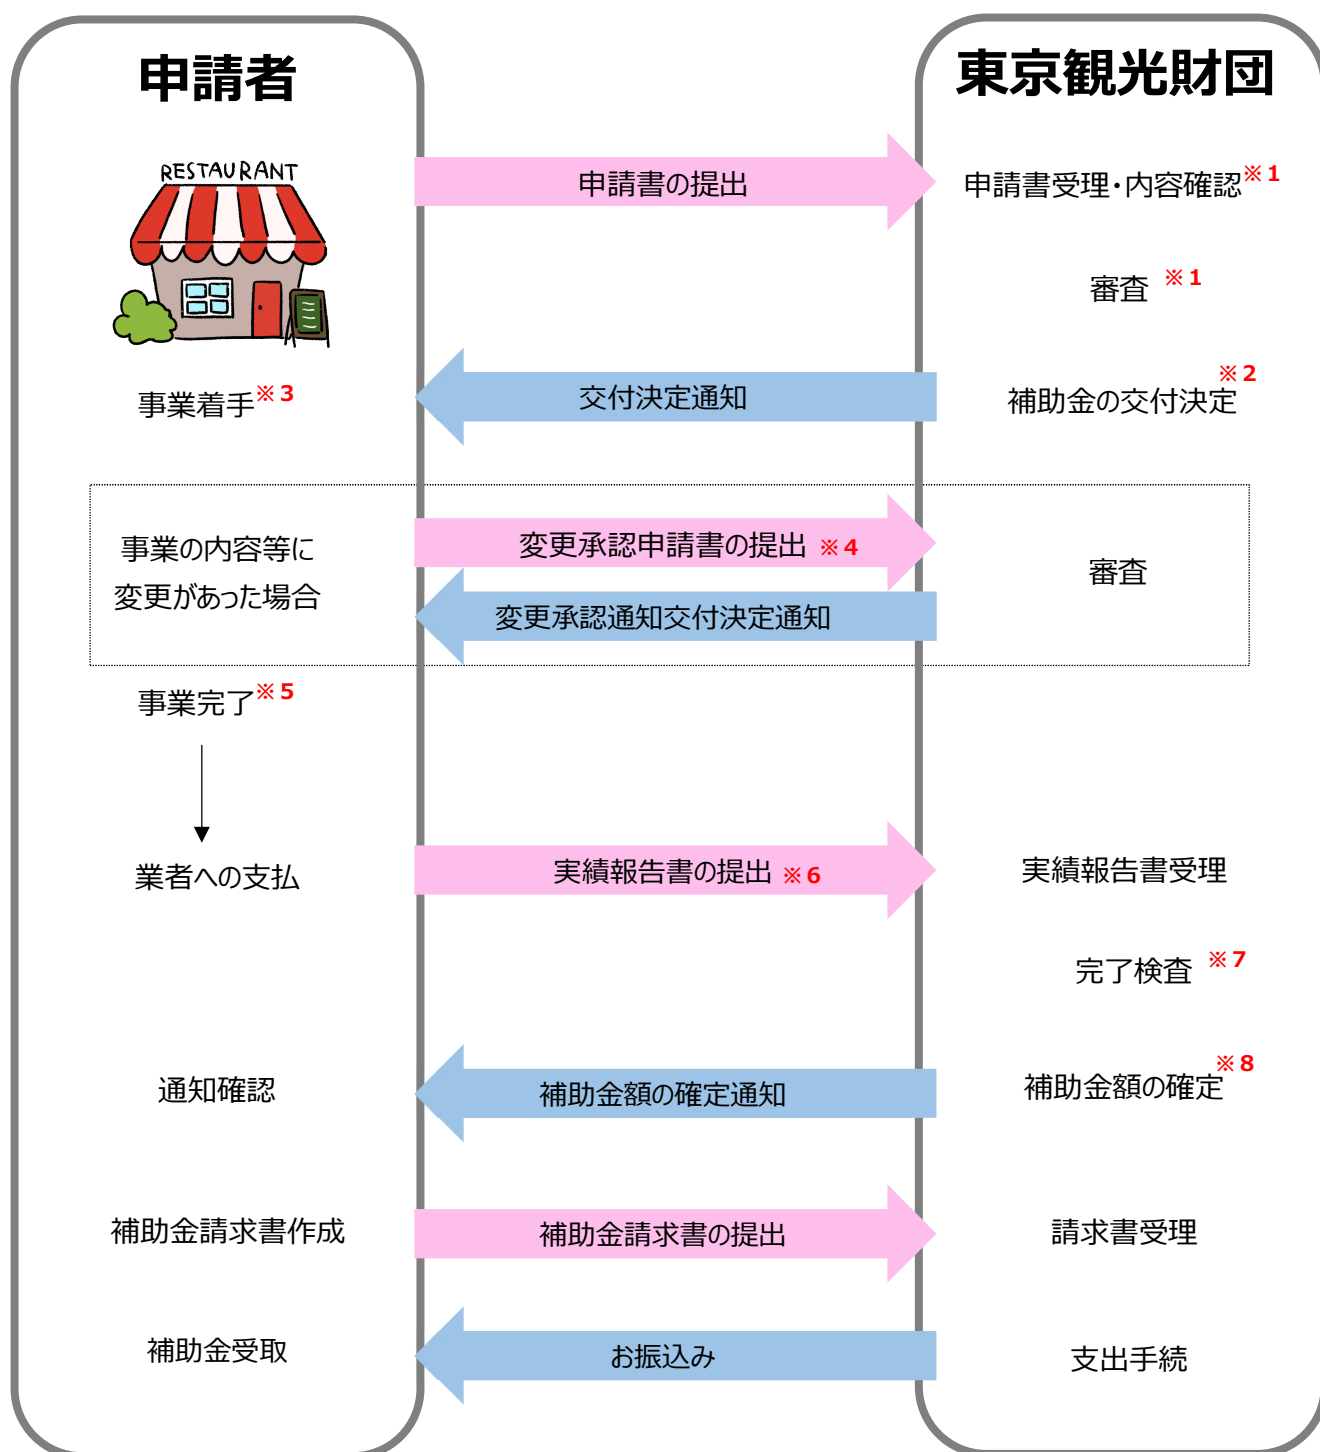 申請者
東京観光財団
RESTAURANT
申請書の提出
申請書受理・内容確認※1
審査 ※1
事業着手※3
交付決定通知
補助金の交付決定※2
事業の内容等に
変更があった場合
変更承認申請書の提出 ※4
変更承認通知交付決定通知
審査
事業完了※5
業者への支払
実績報告書の提出 ※6
実績報告書受理
完了検査 ※7
通知確認
補助金額の確定通知
補助金額の確定※8
補助金請求書作成
補助金請求書の提出
請求書受理
補助金受取
お振込み
支出手続